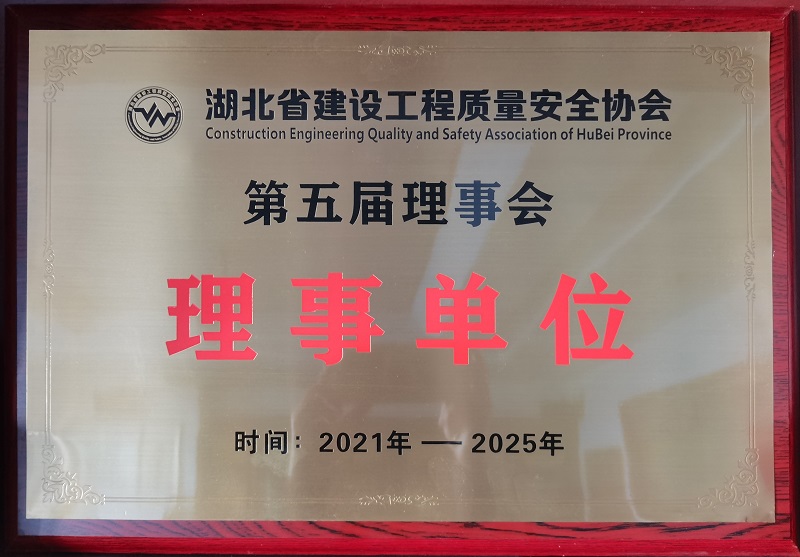 湖北省建设工程质量安全协会
Construction Engineering Quality and Safety Association of HuBei Province
第五届理事会
理事单位
时间：2021年 — 2025年